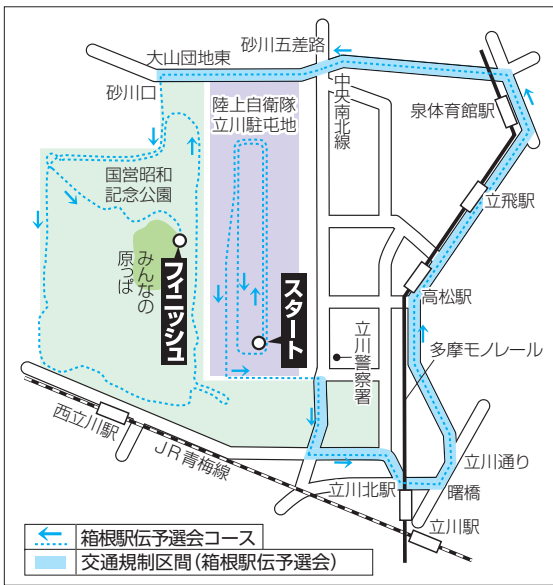 砂川五差路
大山団地東
砂川口
中央南北線
陸上自衛隊
立川駐屯地
泉体育館駅
国営昭和
記念公園
立飛駅
みんなの
原っぱ
フィニッシュ
スタート
高松駅
立川警察署
多摩モノレール
西立川駅
JR青梅線
立川通り
立川北駅
曙橋
立川駅
箱根駅伝予選会コース
交通規制区間(箱根駅伝予選会)